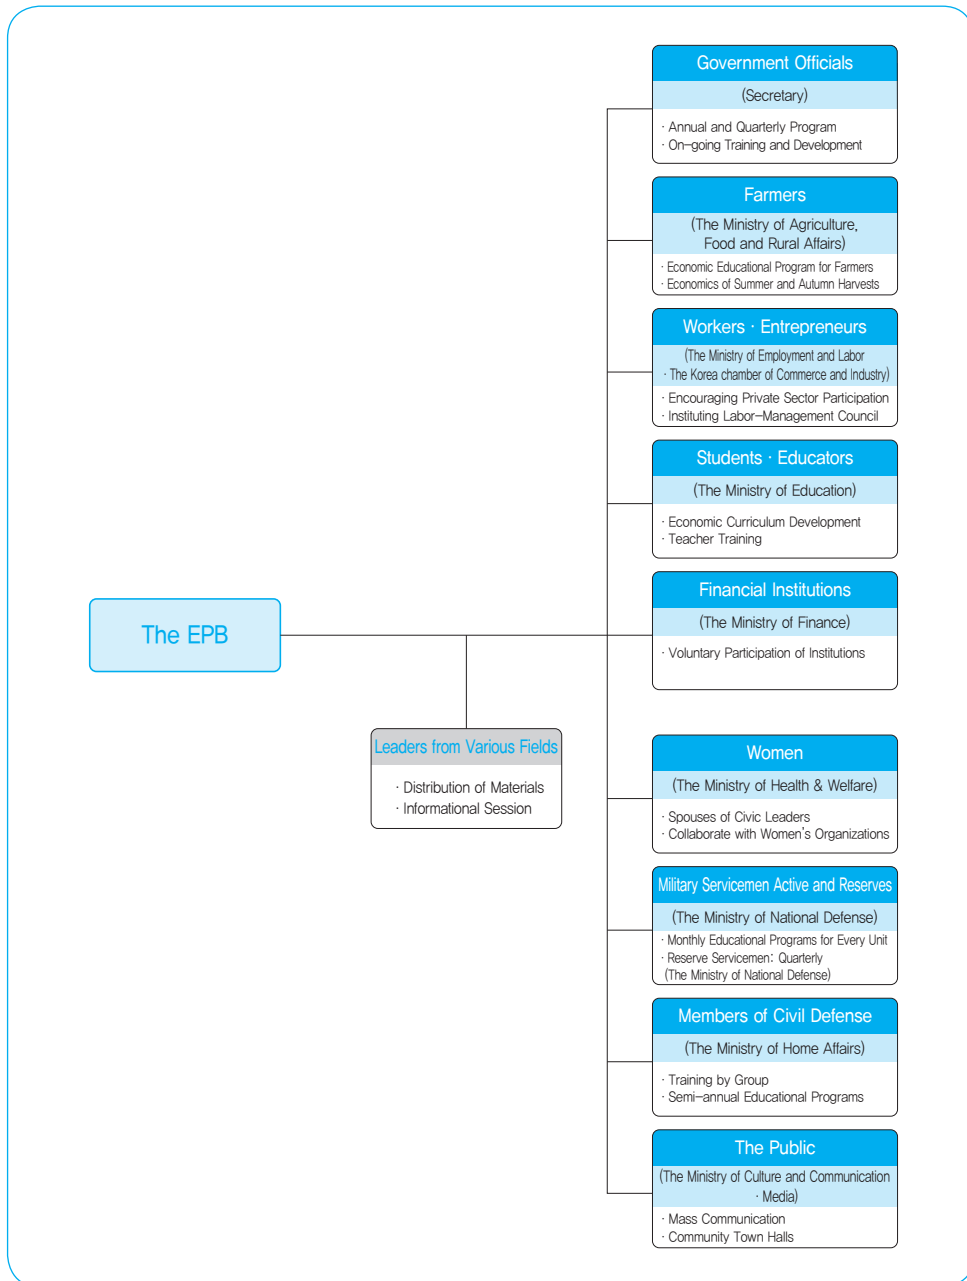 Government Officials
(Secretary)
· Annual and Quarterly Program
· On-going Training and Development
Farmers
(The Ministry of Agriculture,
Food and Rural Affairs)
· Economic Educational Program for Farmers
· Economics of Summer and Autumn Harvests
Workers · Entrepreneurs
(The Ministry of Employment and Labor
· The Korea chamber of Commerce and Industry)
· Encouraging Private Sector Participation
· Instituting Labor-Management Council
Students · Educators
(The Ministry of Education)
· Economic Curriculum Development
· Teacher Training
Financial Institutions
(The Ministry of Finance)
· Voluntary Participation of Institutions
The EPB
Leaders from Various Fields
· Distribution of Materials
· Informational Session
Women
(The Ministry of Health & Welfare)
· Spouses of Civic Leaders
· Collaborate with Women's Organizations
Military Servicemen Active and Reserves
(The Ministry of National Defense)
· Monthly Educational Programs for Every Unit
· Reserve Servicemen: Quarterly
(The Ministry of National Defense)
Members of Civil Defense
(The Ministry of Home Affairs)
· Training by Group
· Semi-annual Educational Programs
The Public
(The Ministry of Culture and Communication
· Media)
· Mass Communication
· Community Town Halls